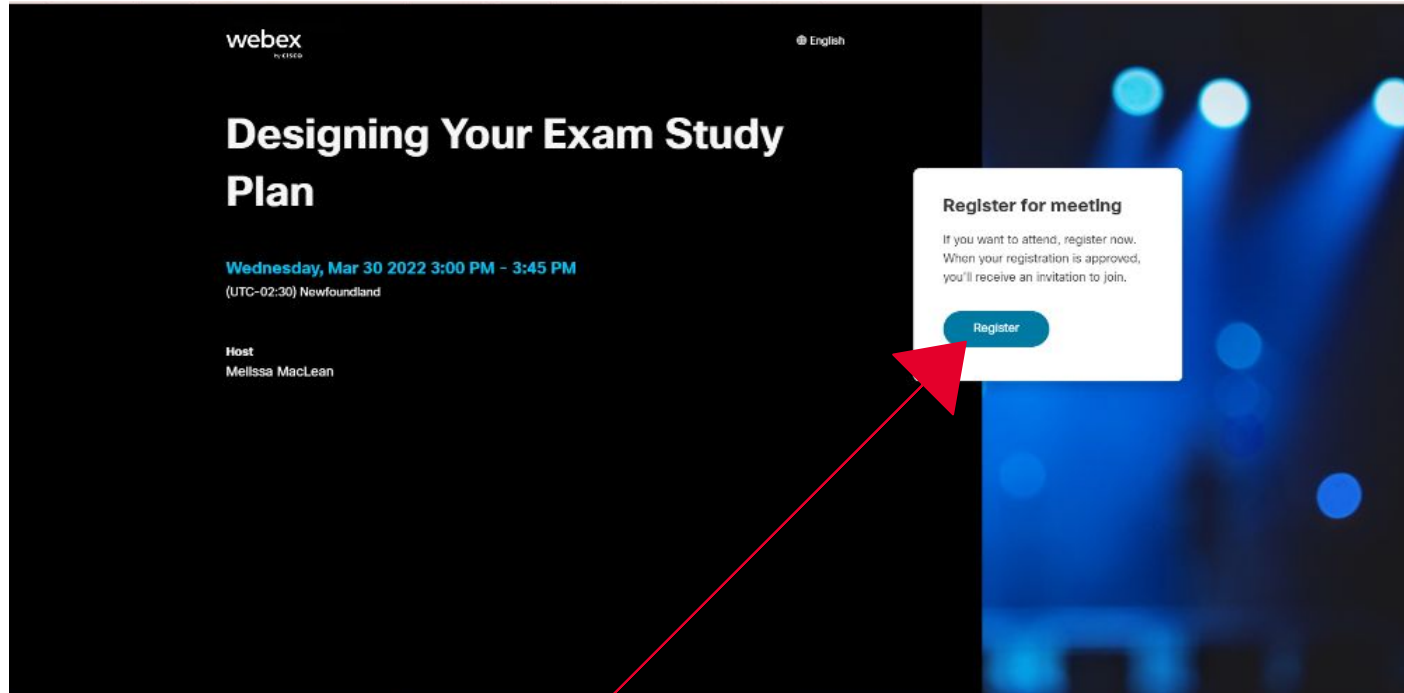 webex
by CISCO
English
Designing Your Exam Study
Plan
Wednesday, Mar 30 2022 3:00 PM - 3:45 PM
(UTC-02:30) Newfoundland
Host
Melissa MacLean
Register for meeting
If you want to attend, register now.
When your registration is approved,
you'll receive an invitation to join.
Register